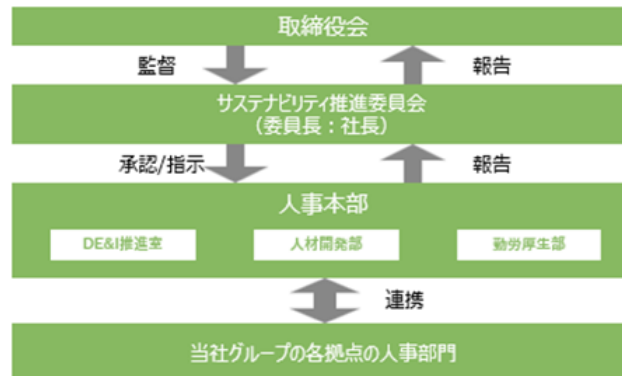 取締役会
監督
報告
サステナビリティ推進委員会
（委員長：社長）
承認/指示
報告
人事本部
DE&I推進室
人材開発部
勤労厚生部
連携
当社グループの各拠点の人事部門